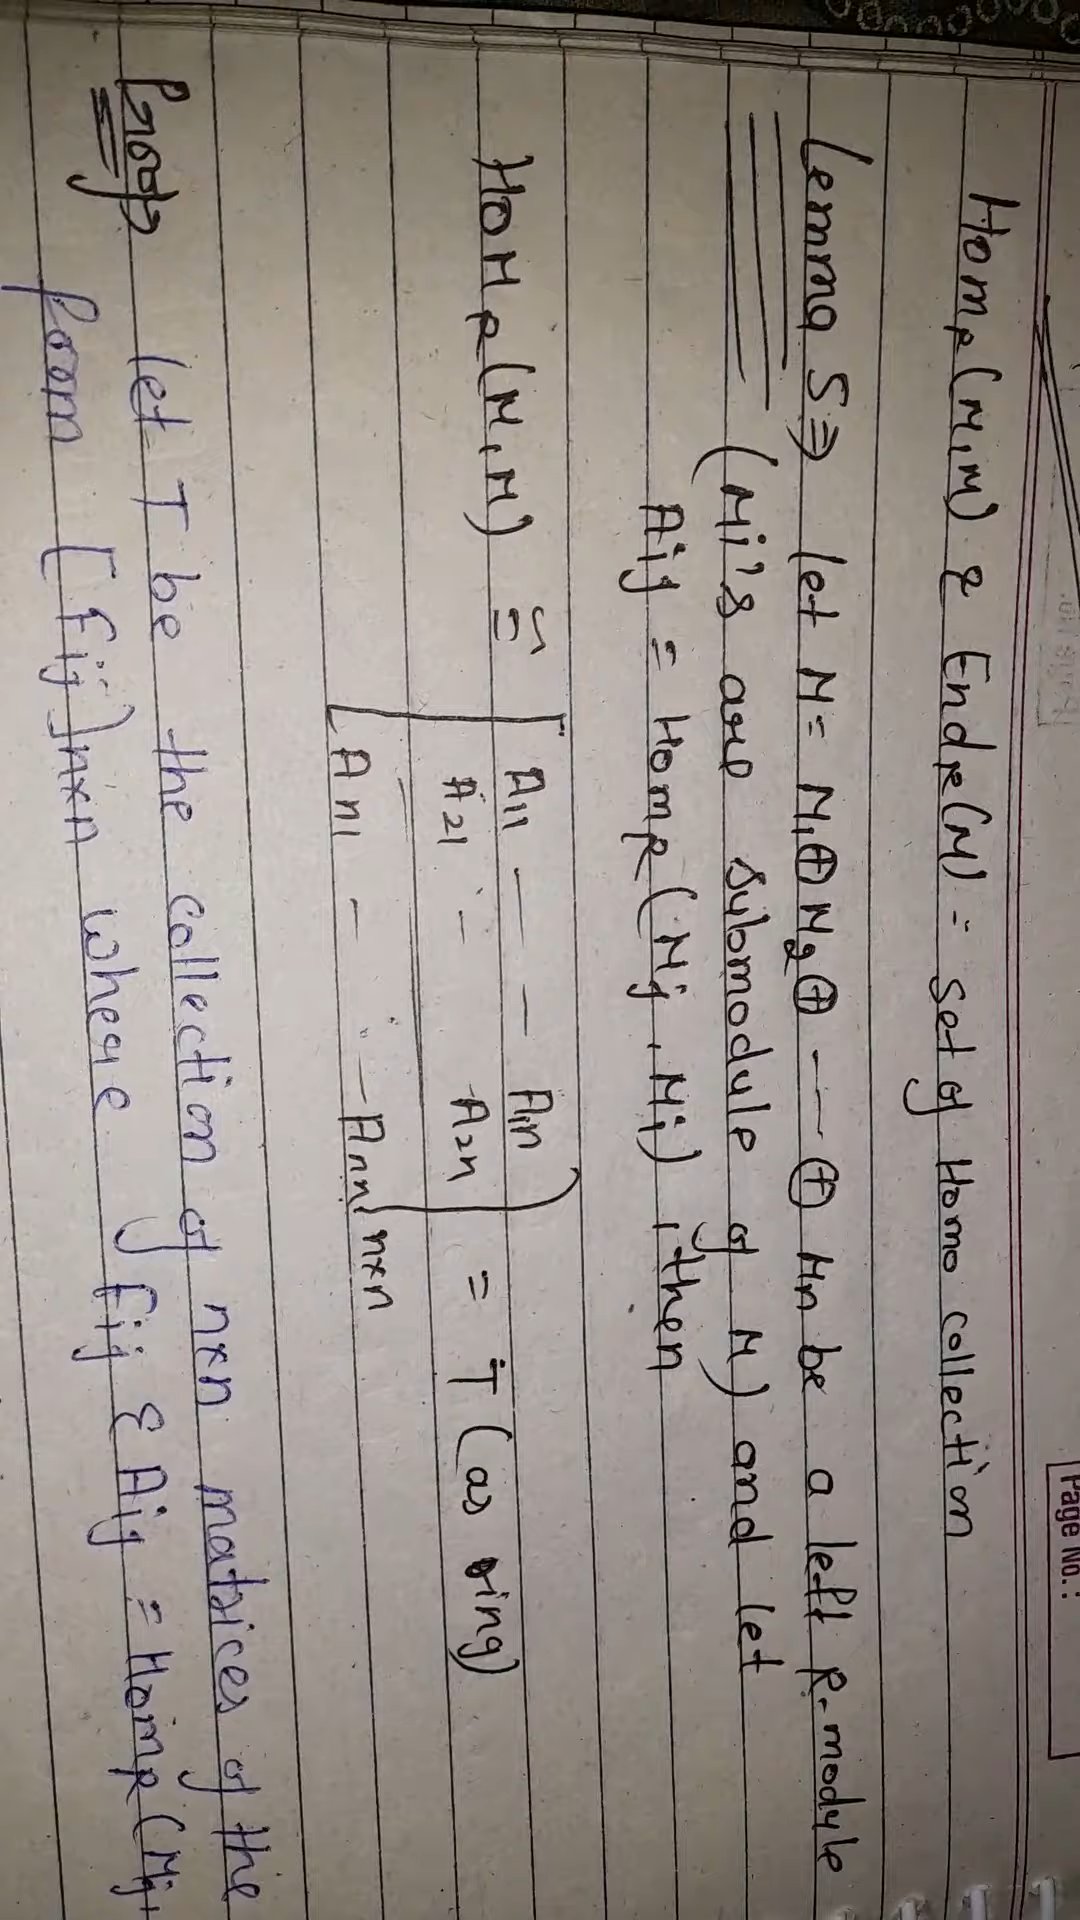 Page No.:
Hom_R(M,M) & End_R(M) = set of Homo collection
Lemma 5 ⇒ let M = M₁⊕M₂⊕ --- ⊕ Mn be a left R-module
(Mi's are submodule of M) and let
Aij = Hom_R(Mj, Mi), then
Hom_R(M,M) ≅ [A₁₁ - - A₁n
A₂₁ - A₂n = T (as ring)
An₁ - - Ann] n×n
Proof let T be the collection of n×n matrices of the
form [fij]n×n where fij ∈ Aij = Hom_R(Mj,